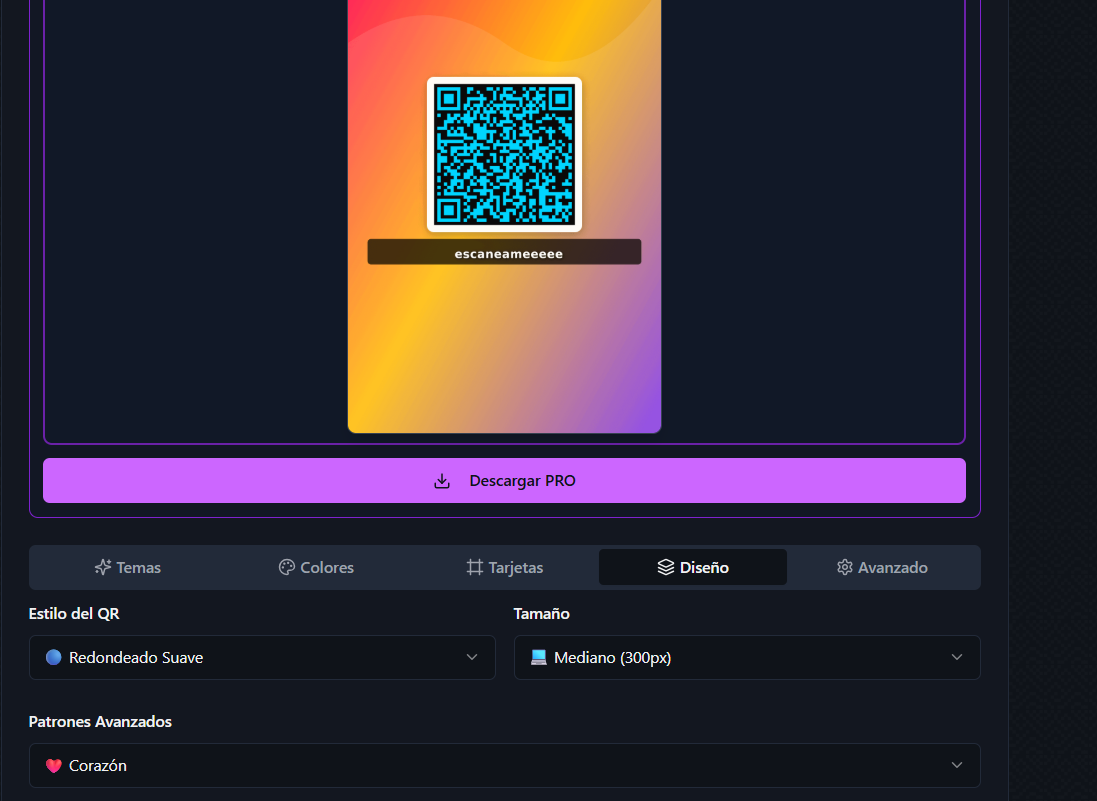 escaneameeeee
Descargar PRO
Temas
Colores
Tarjetas
Diseño
Avanzado
Estilo del QR
Tamaño
Redondeado Suave
Mediano (300px)
Patrones Avanzados
Corazón